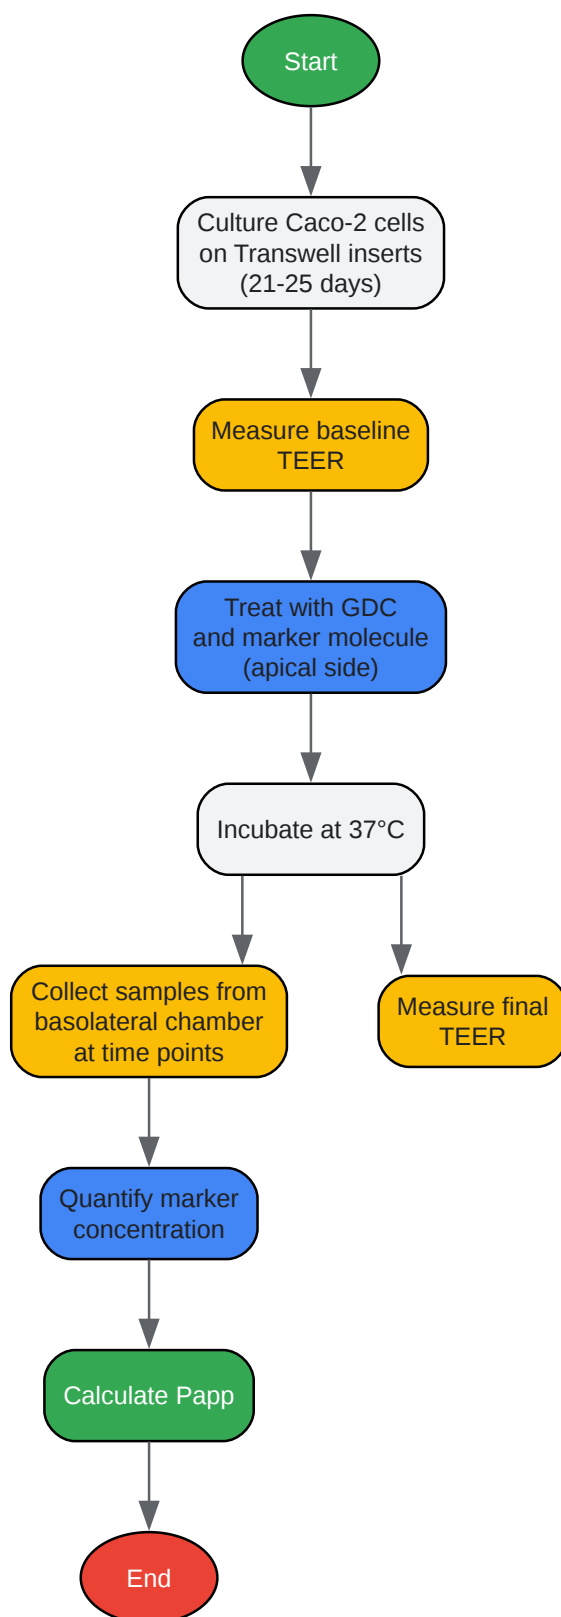 Start
Culture Caco-2 cells
on Transwell inserts
(21-25 days)
Measure baseline
TEER
Treat with GDC
and marker molecule
(apical side)
Incubate at 37°C
Collect samples from
basolateral chamber
at time points
Measure final
TEER
Quantify marker
concentration
Calculate Papp
End